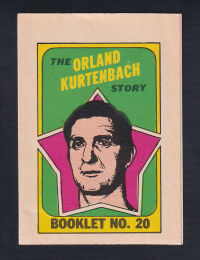 THE ORLAND
KURTENBACH
STORY
BOOKLET NO. 20